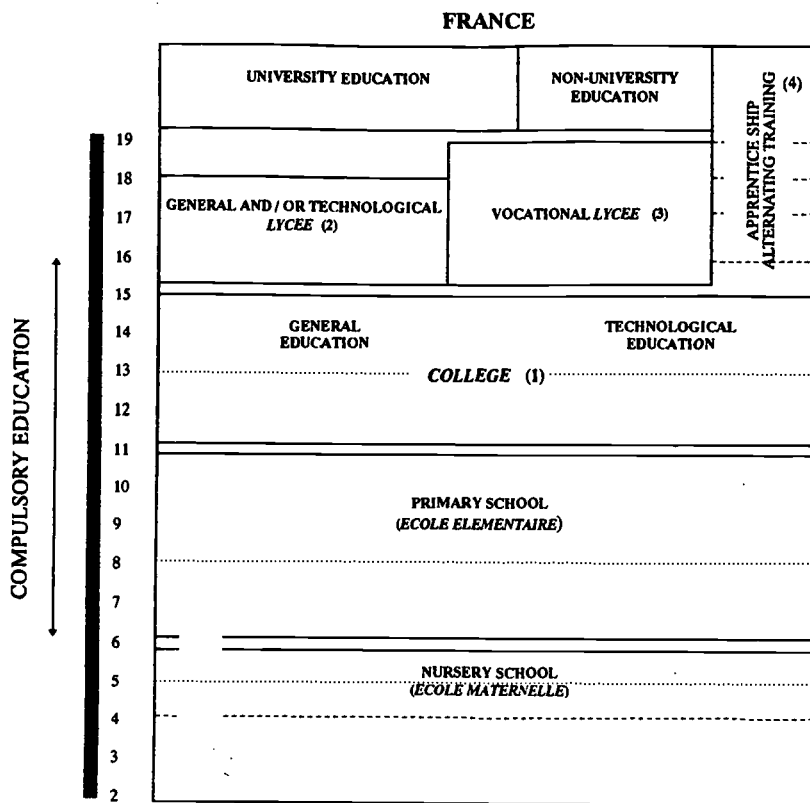 FRANCE
UNIVERSITY EDUCATION
NON-UNIVERSITY
EDUCATION
APPRENTICE SHIP
ALTERNATING TRAINING
(4)
19
18
17
16
15
14
13
12
11
10
9
8
7
6
5
4
3
2
COMPULSORY EDUCATION
GENERAL AND / OR TECHNOLOGICAL
LYCEE (2)
VOCATIONAL LYCEE (3)
GENERAL
EDUCATION
TECHNOLOGICAL
EDUCATION
COLLEGE (1)
PRIMARY SCHOOL
(ECOLE ELEMENTAIRE)
NURSERY SCHOOL
(ECOLE MATERNELLE)